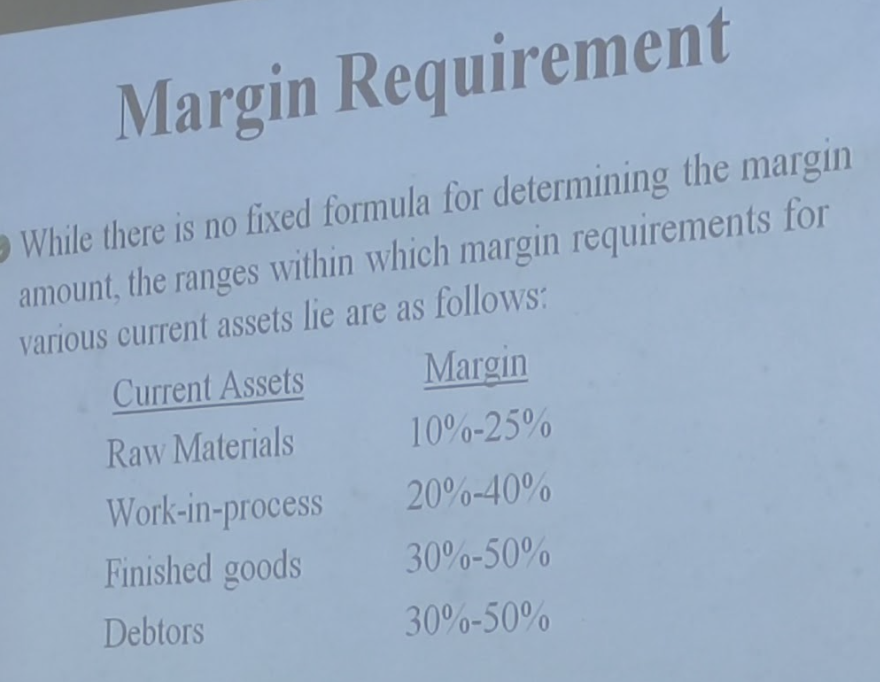 Margin Requirement
While there is no fixed formula for determining the margin
amount, the ranges within which margin requirements for
various current assets lie are as follows:
Current Assets Margin
Raw Materials 10%-25%
Work-in-process 20%-40%
Finished goods 30%-50%
Debtors 30%-50%